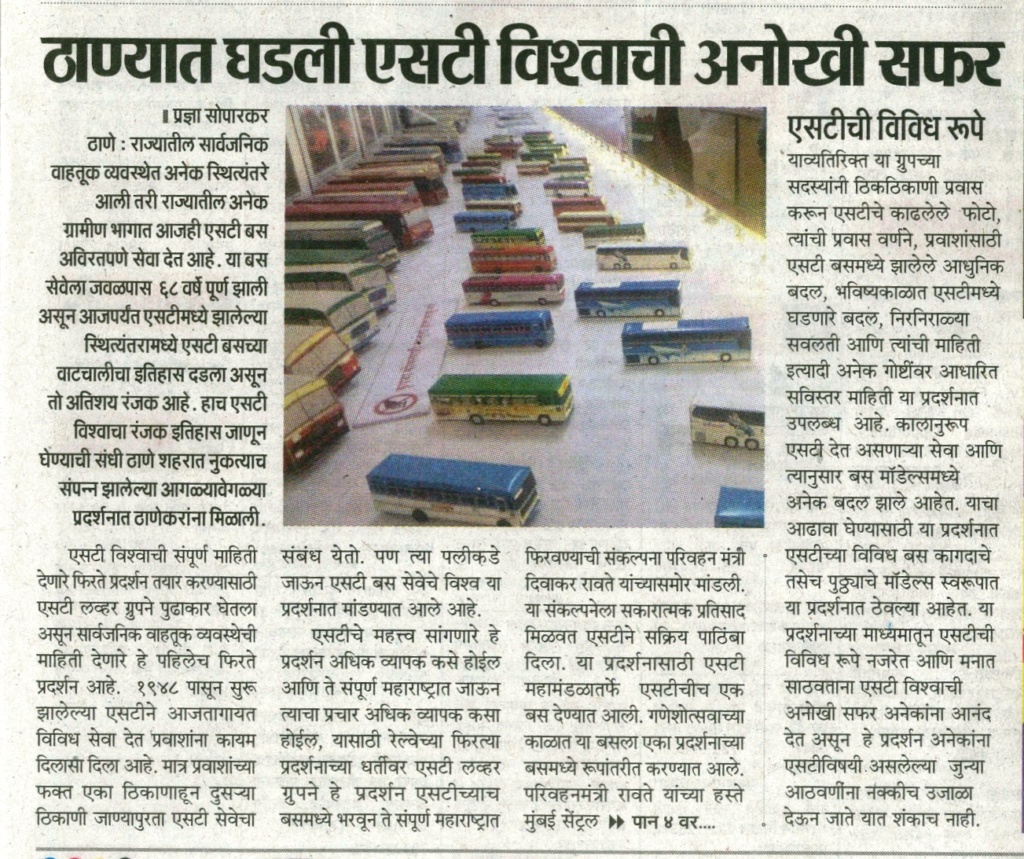 ठाण्यात घडली एसटी विश्वाची अनोखी सफर
प्रज्ञा सोपारकर
ठाणे : राज्यातील सार्वजनिक
वाहतूक व्यवस्थेत अनेक स्थित्यंतरे
आली तरी राज्यातील अनेक
ग्रामीण भागात आजही एसटी बस
अविरतपणे सेवा देत आहे. या बस
सेवेला जवळपास ६८ वर्षे पूर्ण झाली
असून आजपर्यंत एसटीमध्ये झालेल्या
स्थित्यंतरामध्ये एसटी बसच्या
वाटचालीचा इतिहास दडला असून
तो अतिशय रंजक आहे. हाच एसटी
विश्वाचा रंजक इतिहास जाणून
घेण्याची संधी ठाणे शहरात नुकत्याच
संपन्न झालेल्या आगळ्यावेगळ्या
प्रदर्शनात ठाणेकरांना मिळाली.
एसटी विश्वाची संपूर्ण माहिती
देणारे फिरते प्रदर्शन तयार करण्यासाठी
एसटी लव्हर ग्रुपने पुढाकार घेतला
असून सार्वजनिक वाहतूक व्यवस्थेची
माहिती देणारे हे पहिलेच फिरते
प्रदर्शन आहे. १९४८ पासून सुरू
झालेल्या एसटीने आजतागायत
विविध सेवा देत प्रवाशांना कायम
दिलासा दिला आहे. मात्र प्रवाशांच्या
फक्त एका ठिकाणाहून दुसऱ्या
ठिकाणी जाण्यापुरता एसटी सेवेचा
संबंध येतो. पण त्या पलीकडे
जाऊन एसटी बस सेवेचे विश्व या
प्रदर्शनात मांडण्यात आले आहे.
एसटीचे महत्त्व सांगणारे हे
प्रदर्शन अधिक व्यापक कसे होईल
आणि ते संपूर्ण महाराष्ट्रात जाऊन
त्याचा प्रचार अधिक व्यापक कसा
होईल, यासाठी रेल्वेच्या फिरत्या
प्रदर्शनाच्या धर्तीवर एसटी लव्हर
ग्रुपने हे प्रदर्शन एसटीच्याच
बसमध्ये भरवून ते संपूर्ण महाराष्ट्रात
फिरवण्याची संकल्पना परिवहन मंत्री
दिवाकर रावते यांच्यासमोर मांडली.
या संकल्पनेला सकारात्मक प्रतिसाद
मिळवत एसटीने सक्रिय पाठिंबा
दिला. या प्रदर्शनासाठी एसटी
महामंडळातर्फे एसटीचीच एक
बस देण्यात आली. गणेशोत्सवाच्या
काळात या बसला एका प्रदर्शनाच्या
बसमध्ये रूपांतरीत करण्यात आले.
परिवहनमंत्री रावते यांच्या हस्ते
मुंबई सेंट्रल ▶▶ पान ४ वर....
एसटीची विविध रूपे
याव्यतिरिक्त या ग्रुपच्या
सदस्यांनी ठिकठिकाणी प्रवास
करून एसटीचे काढलेले फोटो,
त्यांची प्रवास वर्णने, प्रवाशांसाठी
एसटी बसमध्ये झालेले आधुनिक
बदल, भविष्यकाळात एसटीमध्ये
घडणारे बदल, निरनिराळ्या
सवलती आणि त्यांची माहिती
इत्यादी अनेक गोष्टींवर आधारित
सविस्तर माहिती या प्रदर्शनात
उपलब्ध आहे. कालानुरूप
एसटी देत असणाऱ्या सेवा आणि
त्यानुसार बस मॉडेल्समध्ये
अनेक बदल झाले आहेत. याचा
आढावा घेण्यासाठी या प्रदर्शनात
एसटीच्या विविध बस कागदाचे
तसेच पुठ्ठ्याचे मॉडेल्स स्वरूपात
या प्रदर्शनात ठेवल्या आहेत. या
प्रदर्शनाच्या माध्यमातून एसटीची
विविध रूपे नजरेत आणि मनात
साठवताना एसटी विश्वाची
अनोखी सफर अनेकांना आनंद
देत असून हे प्रदर्शन अनेकांना
एसटीविषयी असलेल्या जुन्या
आठवणींना नक्कीच उजाळा
देऊन जाते यात शंकाच नाही.